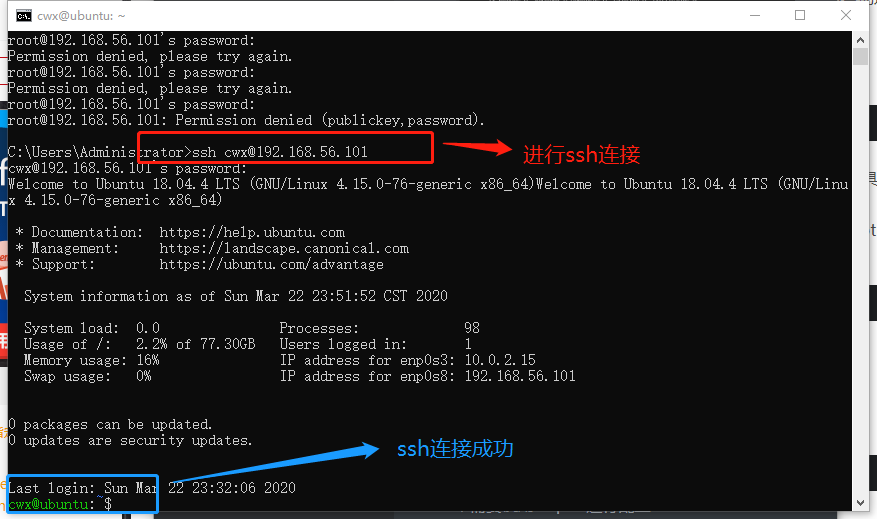 cwx@ubuntu: ~
root@192.168.56.101's password:
Permission denied, please try again.
root@192.168.56.101's password:
Permission denied, please try again.
root@192.168.56.101's password:
root@192.168.56.101: Permission denied (publickey,password).
C:\Users\Administrator>ssh cwx@192.168.56.101
进行ssh连接
cwx@192.168.56.101's password:
Welcome to Ubuntu 18.04.4 LTS (GNU/Linux 4.15.0-76-generic x86_64)Welcome to Ubuntu 18.04.4 LTS (GNU/Linu
x 4.15.0-76-generic x86_64)
* Documentation:  https://help.ubuntu.com
* Management:     https://landscape.canonical.com
* Support:        https://ubuntu.com/advantage
System information as of Sun Mar 22 23:51:52 CST 2020
System load:  0.0               Processes:             98
Usage of /:   2.2% of 77.30GB   Users logged in:       1
Memory usage: 16%               IP address for enp0s3: 10.0.2.15
Swap usage:   0%                IP address for enp0s8: 192.168.56.101
0 packages can be updated.
0 updates are security updates.
ssh连接成功
Last login: Sun Mar 22 23:32:06 2020
cwx@ubuntu:~$